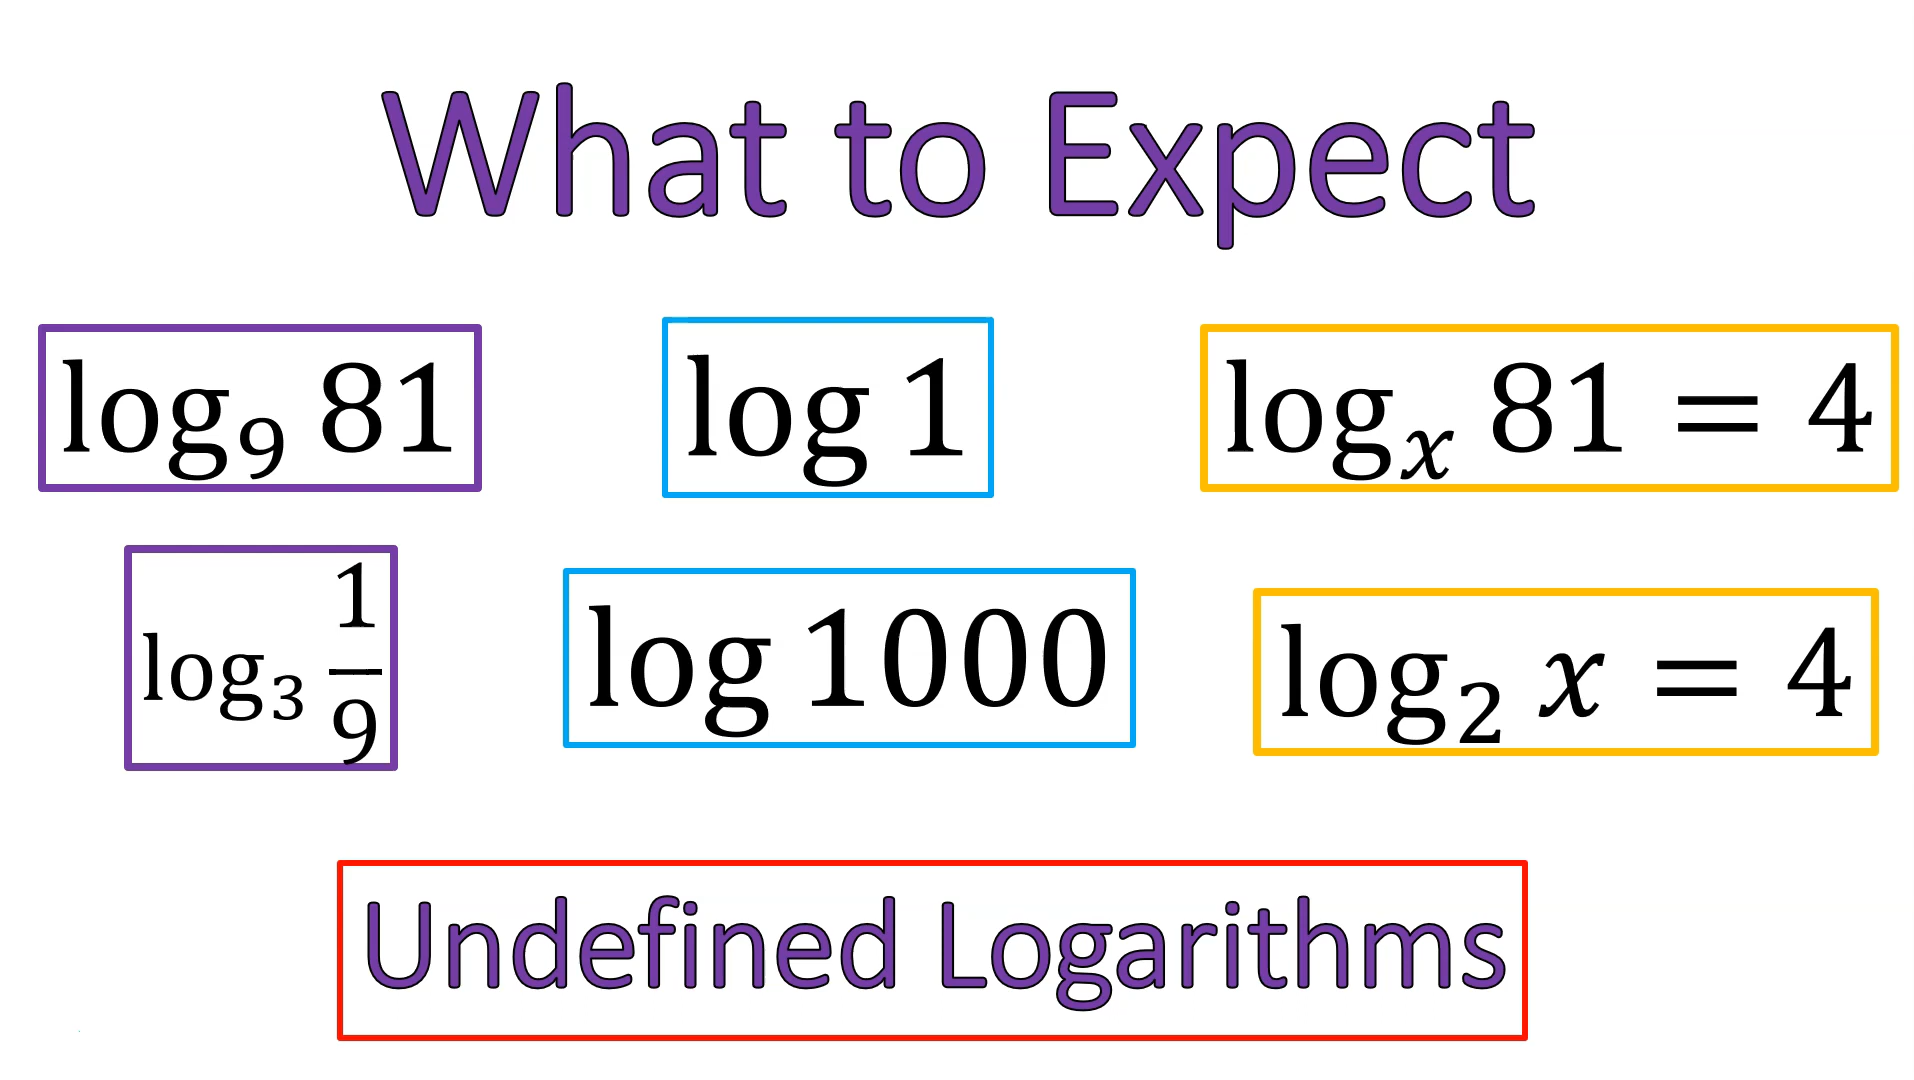 What to Expect
log₉ 81
log 1
logₓ 81 = 4
log₃ 1/9
log 1000
log₂ x = 4
Undefined Logarithms